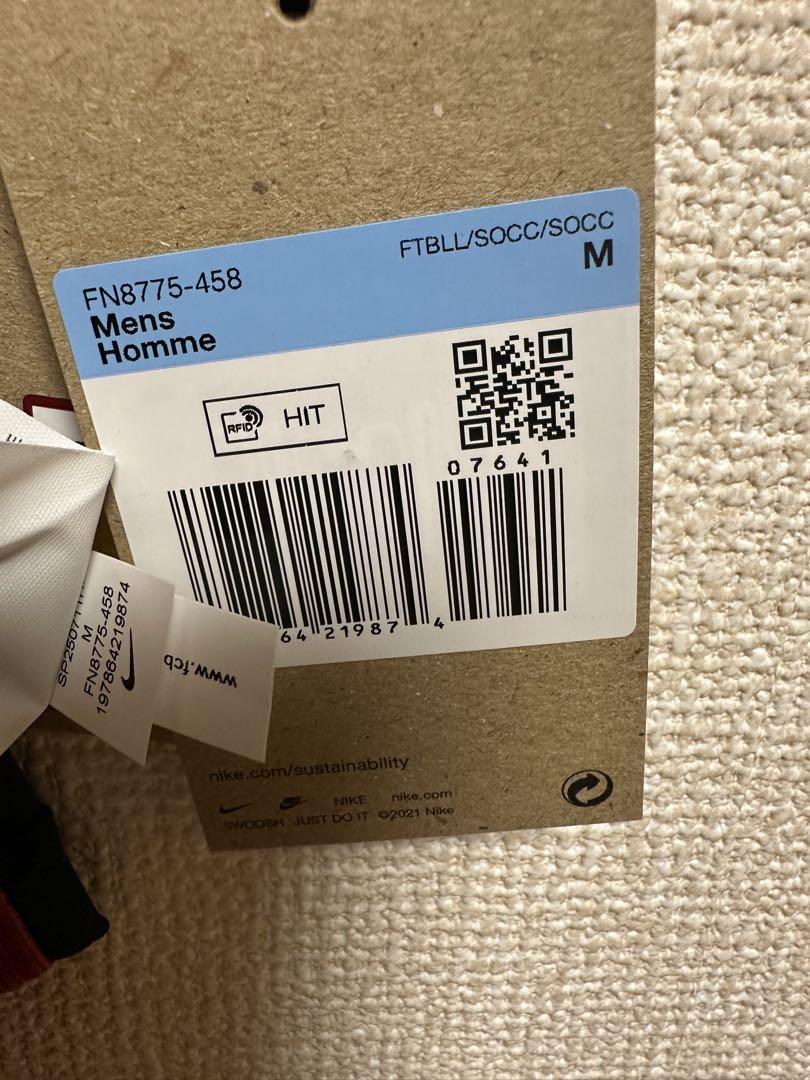 FTBLL/SOCC/SOCC
M
FN8775-458
Mens
Homme
RFID HIT
07641
64 21987 4
M
FN8775-458
197864219874
www.fcb
nike.com/sustainability
NIKE nike.com
SWOOSH JUST DO IT ©2021 Nike